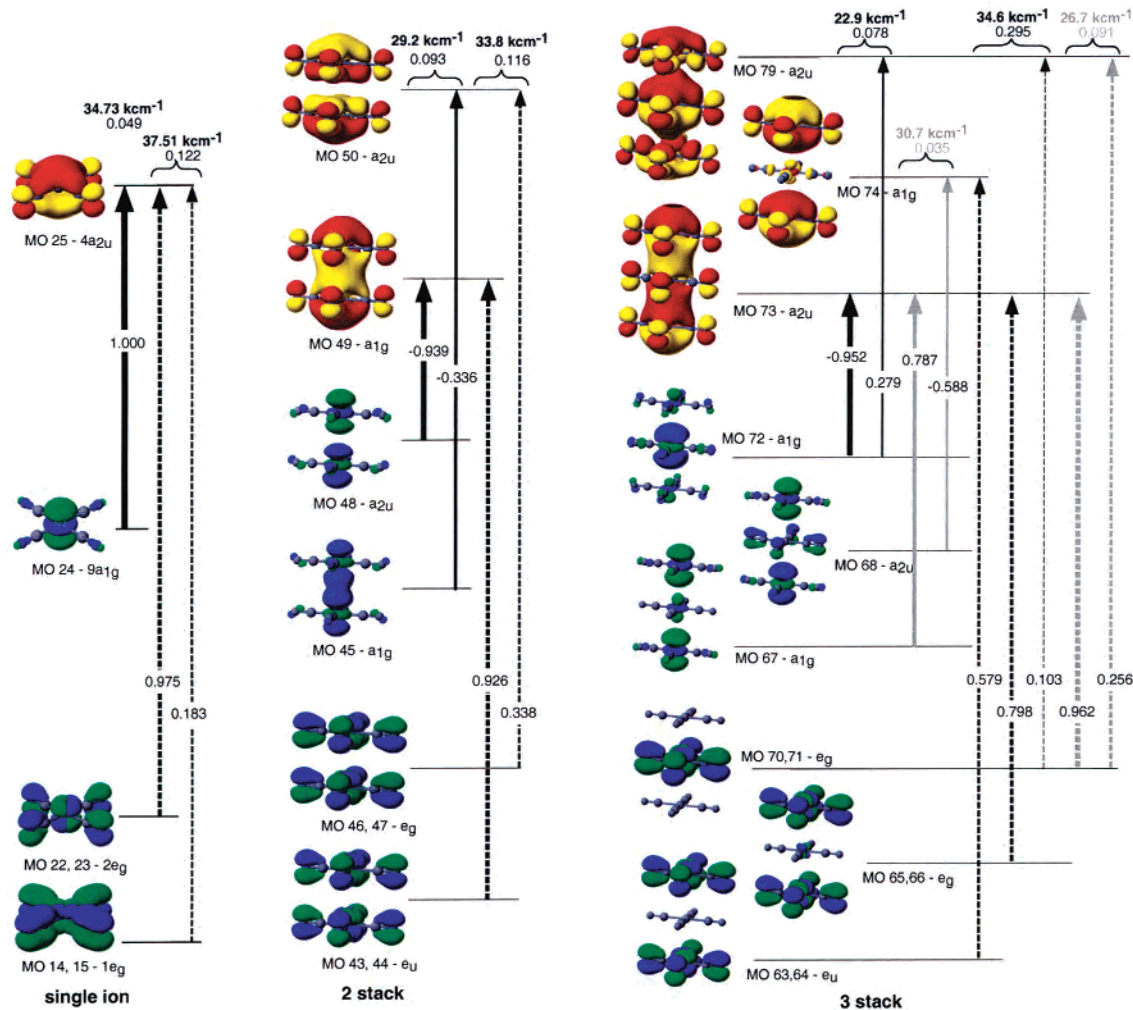 34.73 kcm-1
0.049
37.51 kcm-1
0.122
MO 25 - 4a2u
1.000
MO 24 - 9a1g
0.975
0.183
MO 22, 23 - 2eg
MO 14, 15 - 1eg
single ion
29.2 kcm-1
0.093
33.8 kcm-1
0.116
MO 50 - a2u
MO 49 - a1g
-0.939
-0.336
MO 48 - a2u
MO 45 - a1g
0.926
0.338
MO 46, 47 - eg
MO 43, 44 - eu
2 stack
22.9 kcm-1
0.078
34.6 kcm-1
0.295
26.7 kcm-1
0.091
MO 79 - a2u
30.7 kcm-1
0.035
MO 74 - a1g
MO 73 - a2u
-0.952
0.787
0.279
-0.588
MO 72 - a1g
MO 68 - a2u
MO 67 - a1g
0.579
0.103
0.256
0.798
0.962
MO 70,71 - eg
MO 65,66 - eg
MO 63,64 - eu
3 stack